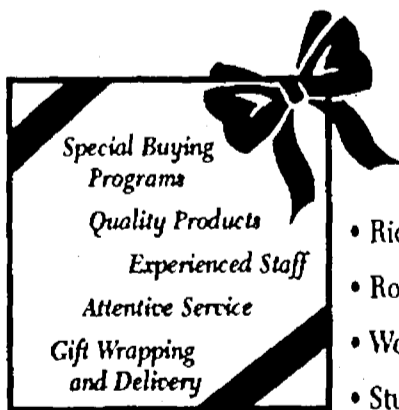 Special Buying
Programs
Quality Products
Experienced Staff
Attentive Service
Gift Wrapping
and Delivery